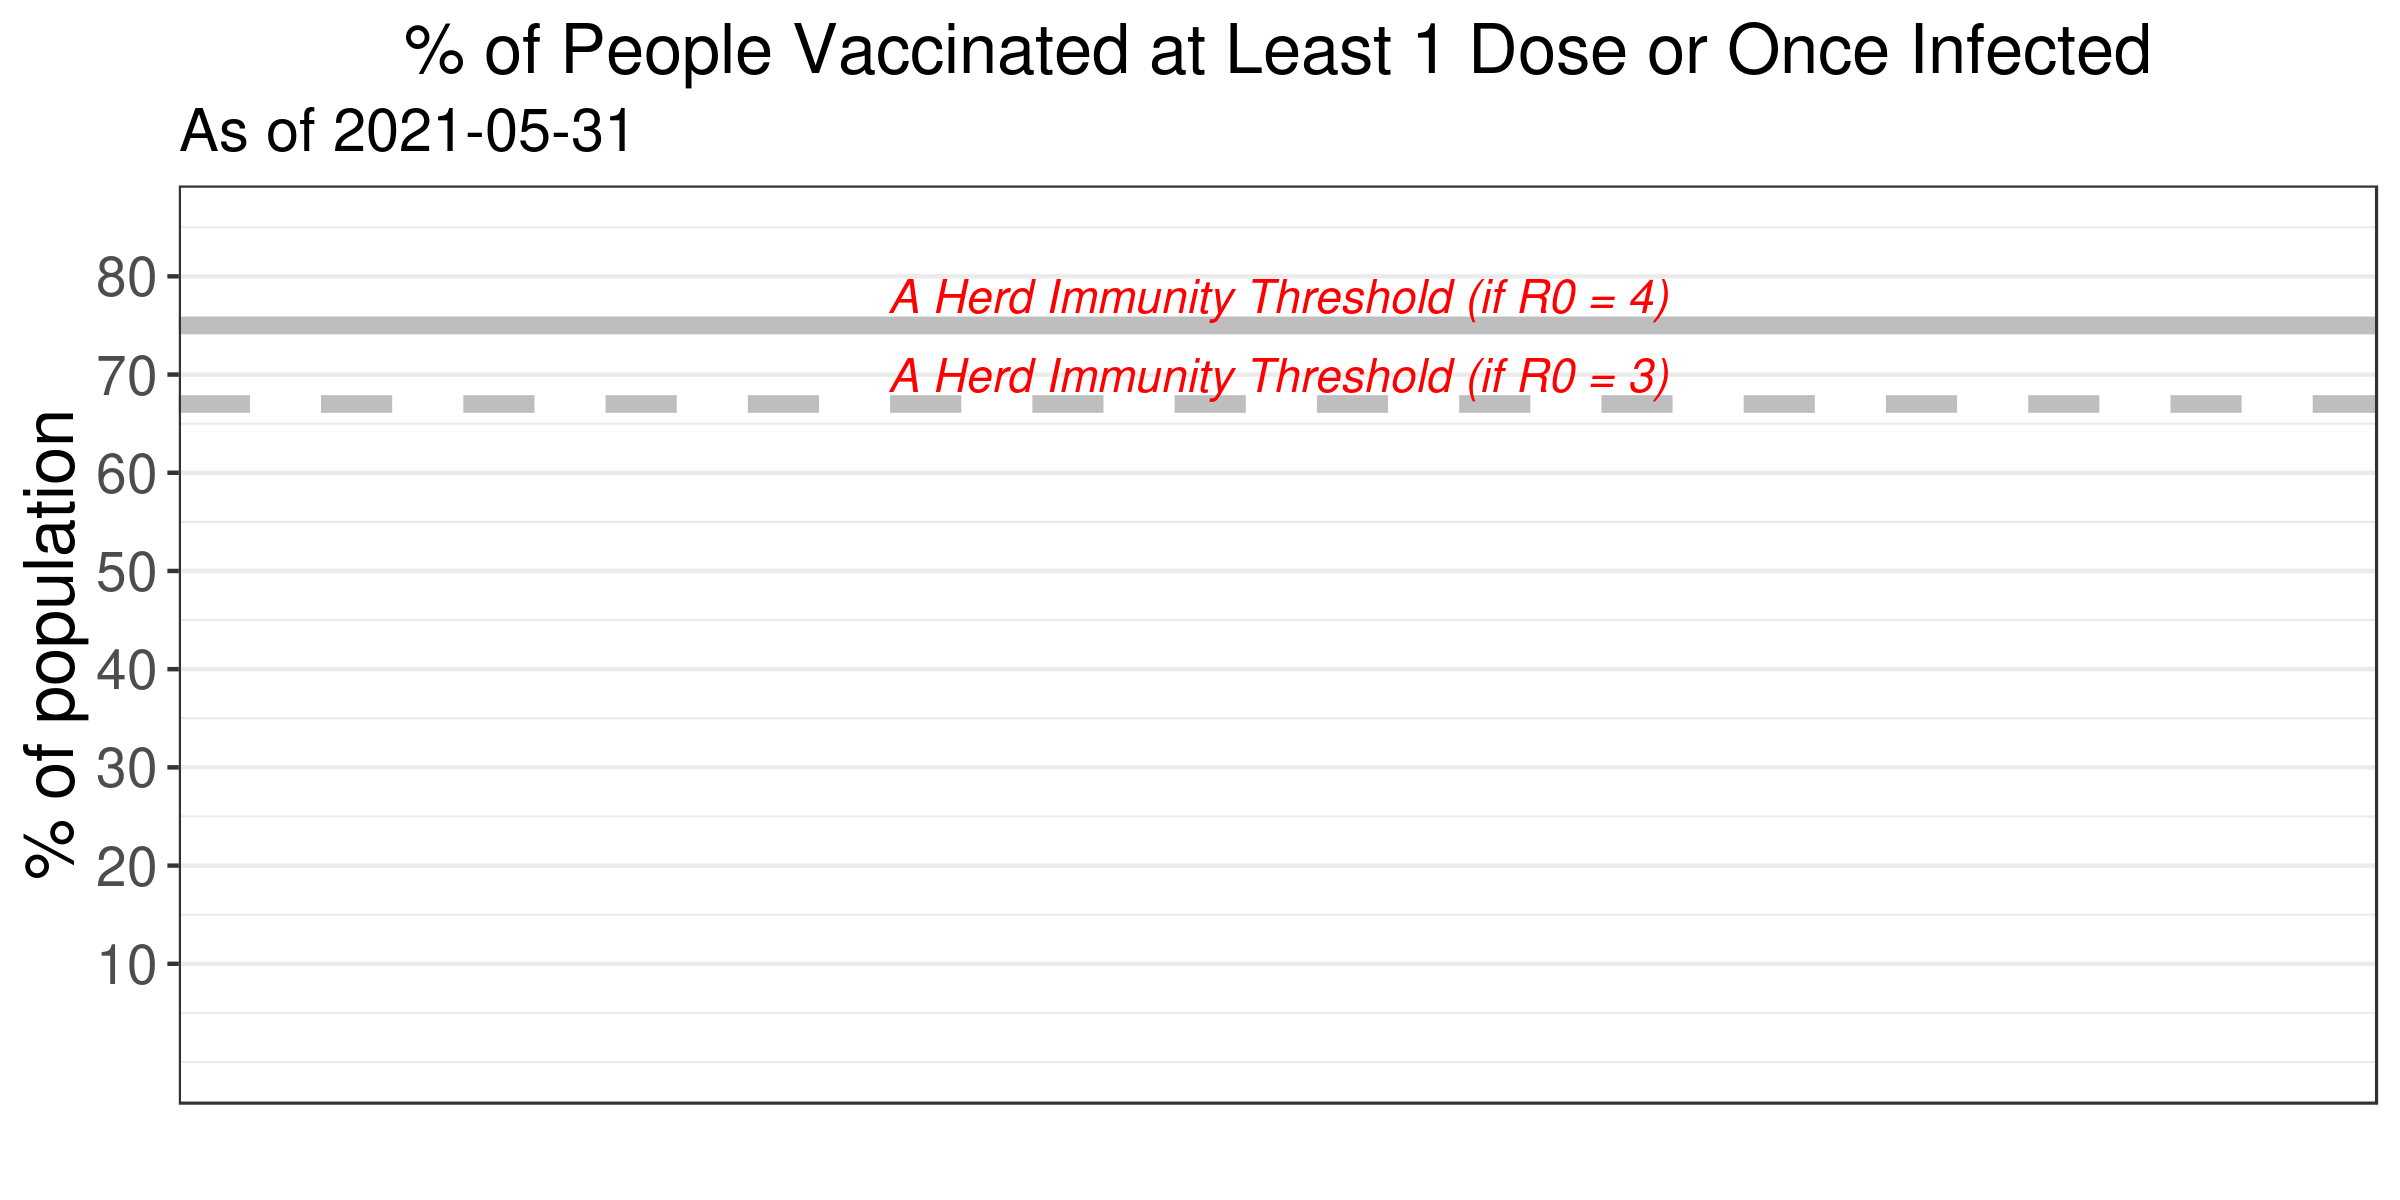 % of People Vaccinated at Least 1 Dose or Once Infected
As of 2021-05-31
% of population
80
70
60
50
40
30
20
10
A Herd Immunity Threshold (if R0 = 4)
A Herd Immunity Threshold (if R0 = 3)